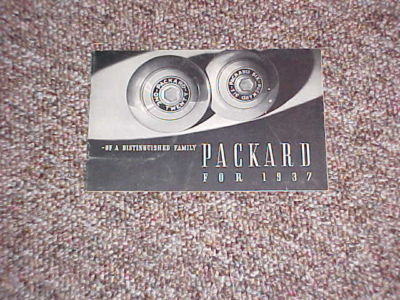 -OF A DISTINGUISHED FAMILY
PACKARD
FOR 1937